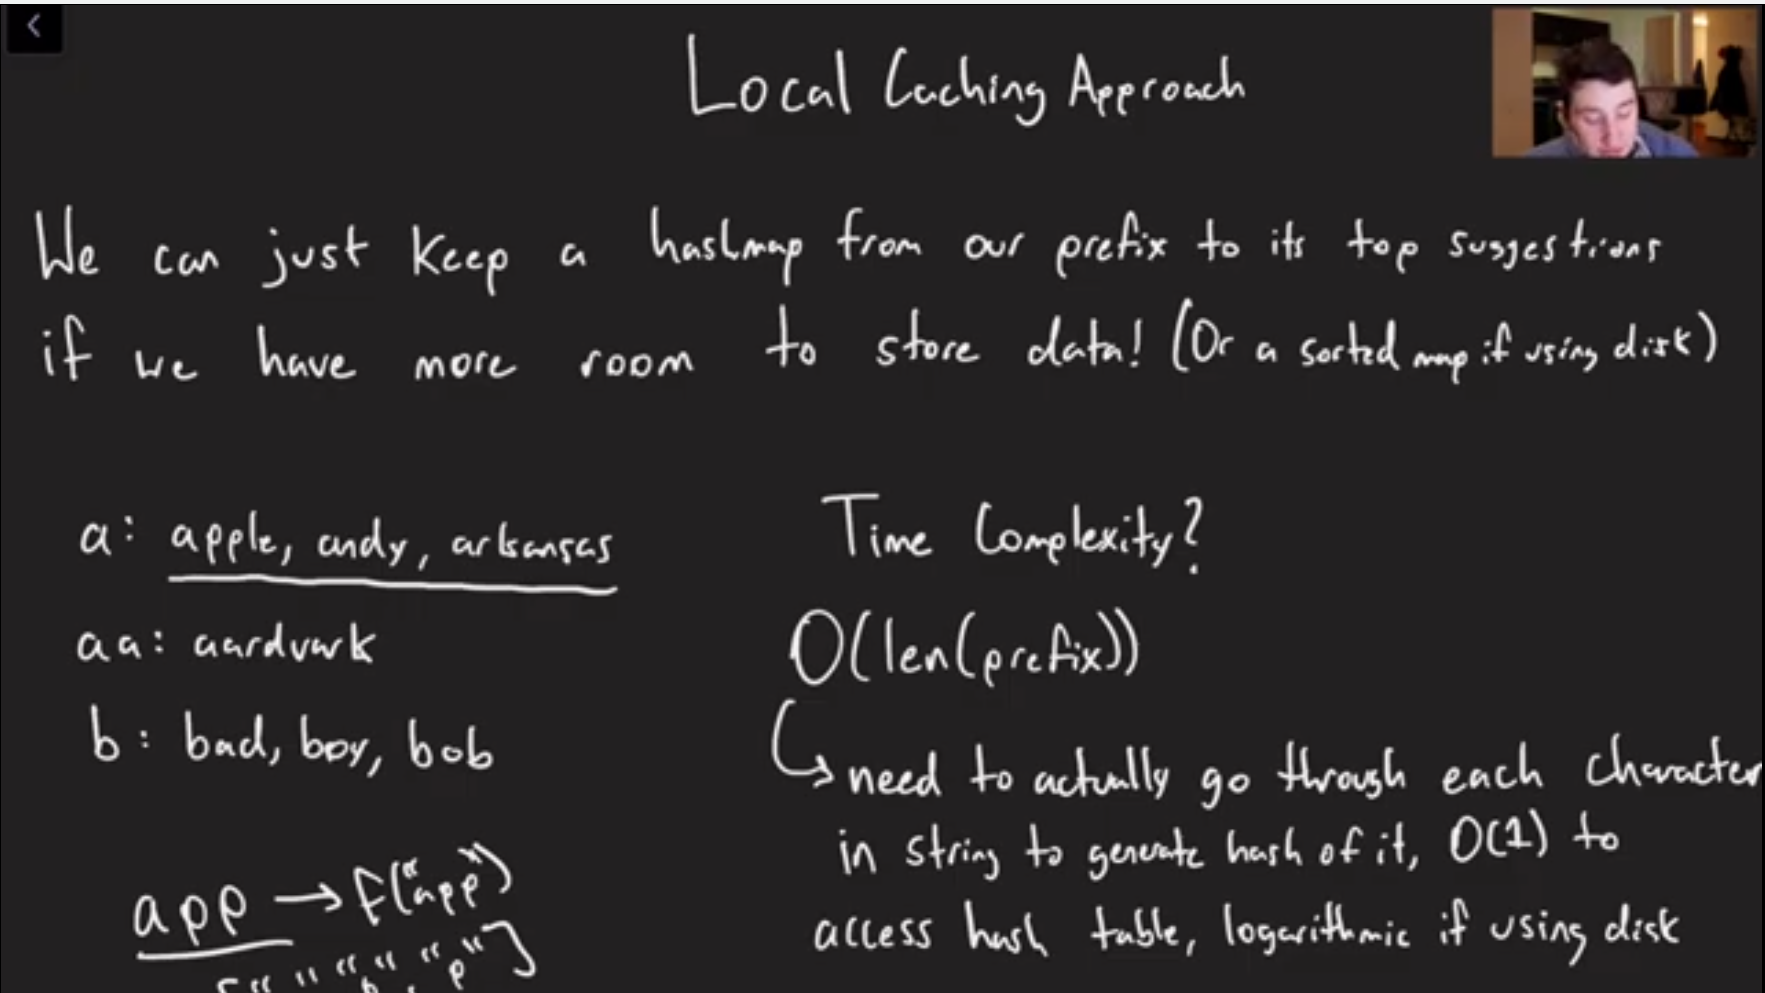 Local Caching Approach
We can just keep a hashmap from our prefix to its top suggestions
if we have more room to store data! (Or a sorted map if using disk)
a: apple, andy, arkansas
aa: aardvark
b: bad, boy, bob
app → f("app")
Time Complexity?
O(len(prefix))
↳ need to actually go through each character
in string to generate hash of it, O(1) to
access hash table, logarithmic if using disk